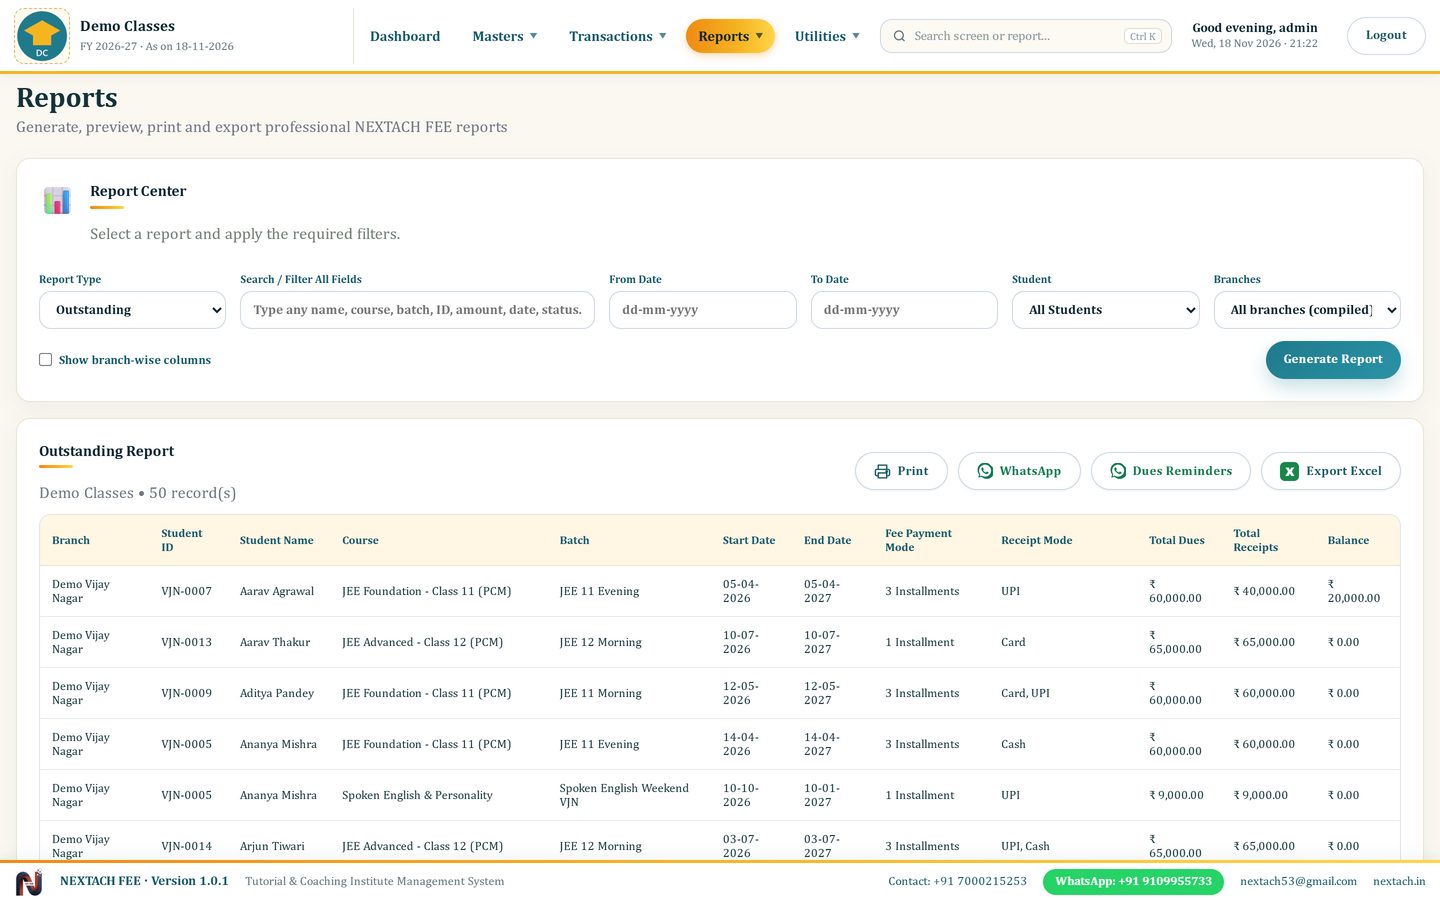 Demo Classes
FY 2026-27 · As on 18-11-2026
DC
Dashboard
Masters ▼
Transactions ▼
Reports ▼
Utilities ▼
Search screen or report...
Ctrl K
Good evening, admin
Wed, 18 Nov 2026 · 21:22
Logout
Reports
Generate, preview, print and export professional NEXTACH FEE reports
Report Center
Select a report and apply the required filters.
Report Type
Search / Filter All Fields
From Date
To Date
Student
Branches
Outstanding
Type any name, course, batch, ID, amount, date, status.
dd-mm-yyyy
dd-mm-yyyy
All Students
All branches (compiled)
Show branch-wise columns
Generate Report
Outstanding Report
Demo Classes • 50 record(s)
Print
WhatsApp
Dues Reminders
X Export Excel
Branch
Student
ID
Student Name
Course
Batch
Start Date
End Date
Fee Payment
Mode
Receipt Mode
Total Dues
Total
Receipts
Balance
Demo Vijay
Nagar
VJN-0007
Aarav Agrawal
JEE Foundation - Class 11 (PCM)
JEE 11 Evening
05-04-
2026
05-04-
2027
3 Installments
UPI
₹
60,000.00
₹ 40,000.00
₹
20,000.00
Demo Vijay
Nagar
VJN-0013
Aarav Thakur
JEE Advanced - Class 12 (PCM)
JEE 12 Morning
10-07-
2026
10-07-
2027
1 Installment
Card
₹
65,000.00
₹ 65,000.00
₹ 0.00
Demo Vijay
Nagar
VJN-0009
Aditya Pandey
JEE Foundation - Class 11 (PCM)
JEE 11 Morning
12-05-
2026
12-05-
2027
3 Installments
Card, UPI
₹
60,000.00
₹ 60,000.00
₹ 0.00
Demo Vijay
Nagar
VJN-0005
Ananya Mishra
JEE Foundation - Class 11 (PCM)
JEE 11 Evening
14-04-
2026
14-04-
2027
3 Installments
Cash
₹
60,000.00
₹ 60,000.00
₹ 0.00
Demo Vijay
Nagar
VJN-0005
Ananya Mishra
Spoken English & Personality
Spoken English Weekend
VJN
10-10-
2026
10-01-
2027
1 Installment
UPI
₹ 9,000.00
₹ 9,000.00
₹ 0.00
Demo Vijay
Nagar
VJN-0014
Arjun Tiwari
JEE Advanced - Class 12 (PCM)
JEE 12 Morning
03-07-
2026
03-07-
2027
3 Installments
UPI, Cash
₹
65,000.00
₹ 65,000.00
₹ 0.00
NEXTACH FEE · Version 1.0.1
Tutorial & Coaching Institute Management System
Contact: +91 7000215253
WhatsApp: +91 9109955733
nextach53@gmail.com
nextach.in